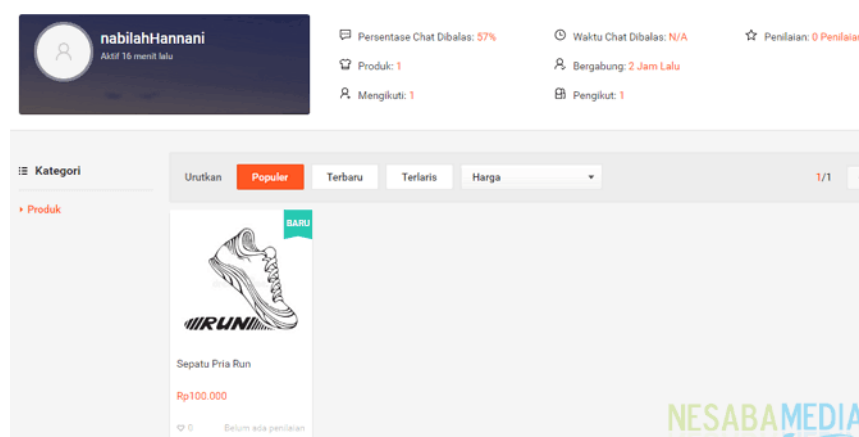 nabilahHannani
Aktif 16 menit lalu
Persentase Chat Dibalas: 57%
Waktu Chat Dibalas: N/A
Penilaian: 0 Penilaian
Produk: 1
Bergabung: 2 Jam Lalu
Mengikuti: 1
Pengikut: 1
Kategori
Produk
Urutkan
Populer
Terbaru
Terlaris
Harga
1/1
BARU
RUN
Sepatu Pria Run
Rp100.000
0
Belum ada penilaian
NESABAMEDIA